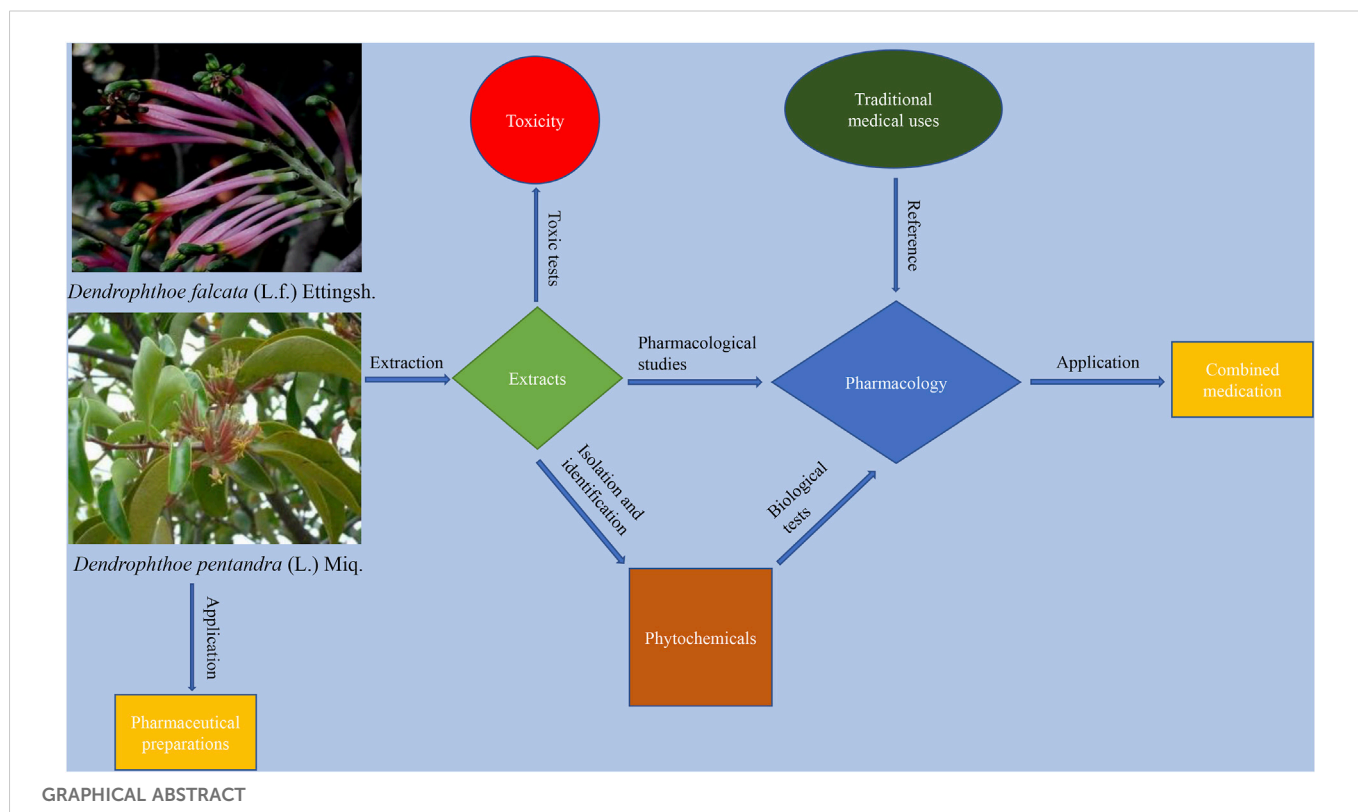 Toxicity
Traditional
medical uses
Toxic tests
Reference
Dendrophthoe falcata (L.f.) Ettingsh.
Extraction
Extracts
Pharmacological
studies
Pharmacology
Application
Combined
medication
Isolation and
identification
Biological
tests
Dendrophthoe pentandra (L.) Miq.
Phytochemicals
Application
Pharmaceutical
preparations
GRAPHICAL ABSTRACT